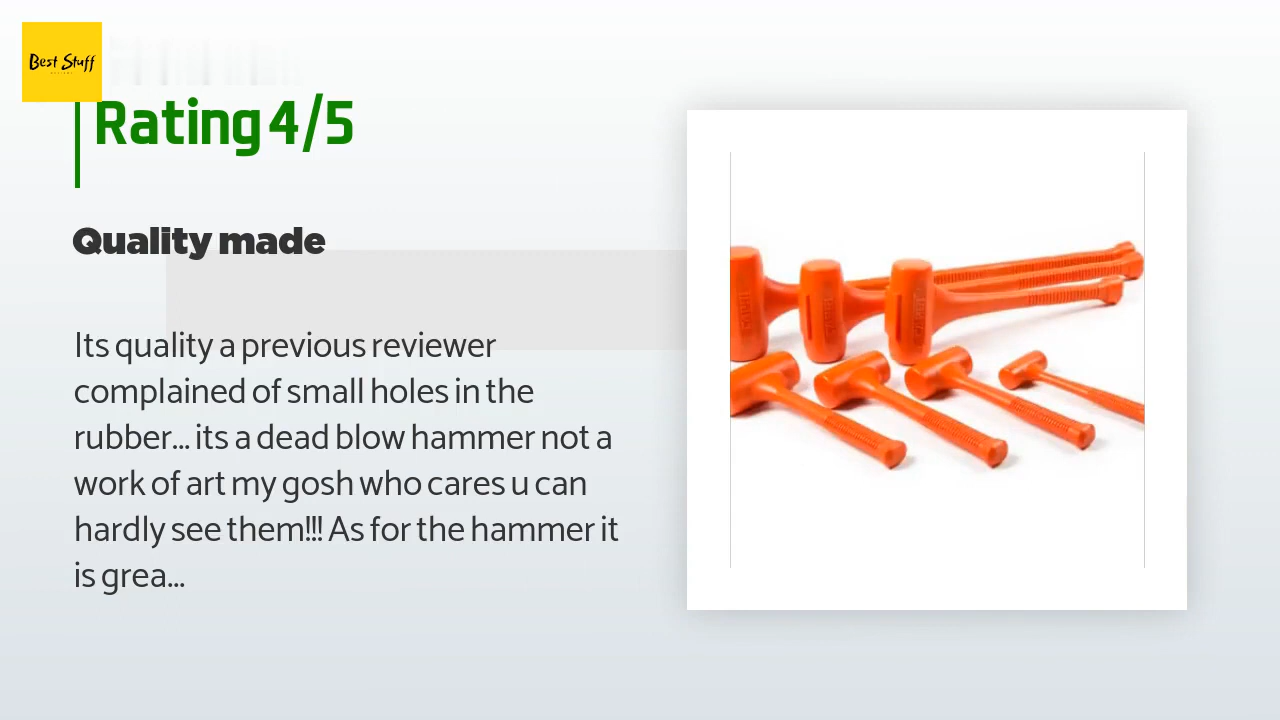 Best Stuff
Rating 4/5
Quality made
Its quality a previous reviewer
complained of small holes in the
rubber... its a dead blow hammer not a
work of art my gosh who cares u can
hardly see them!!! As for the hammer it
is grea...